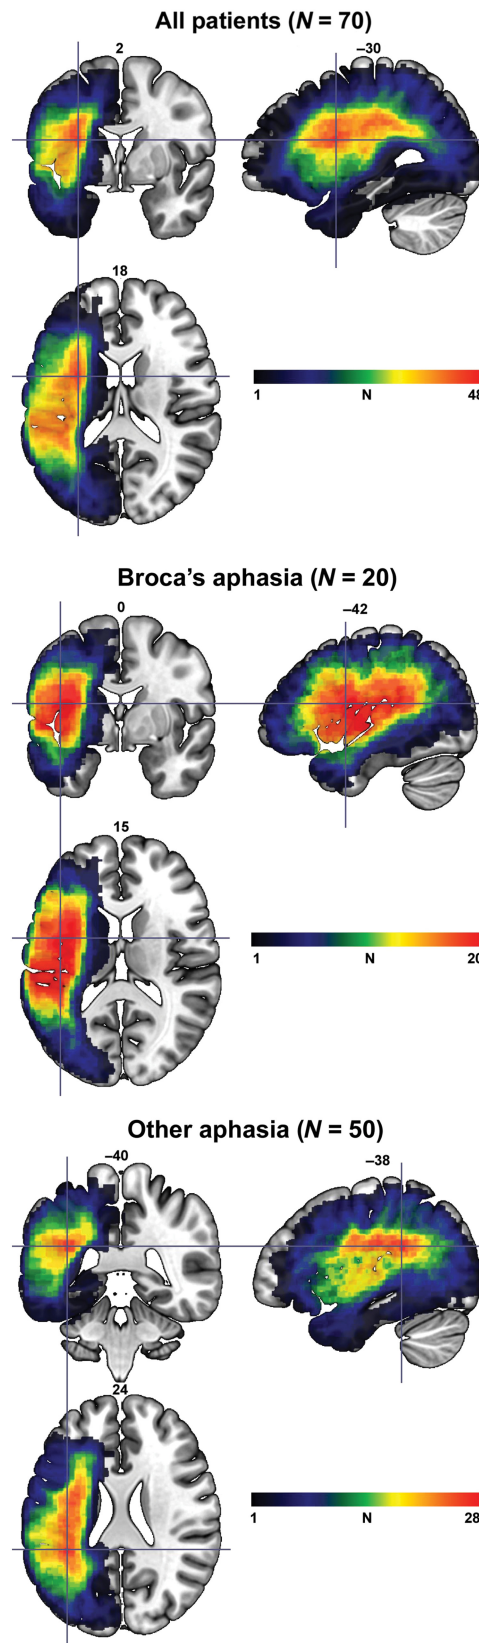 All patients (N = 70)
2
–30
18
1 N 48
Broca's aphasia (N = 20)
0
–42
15
1 N 20
Other aphasia (N = 50)
–40
–38
24
1 N 28